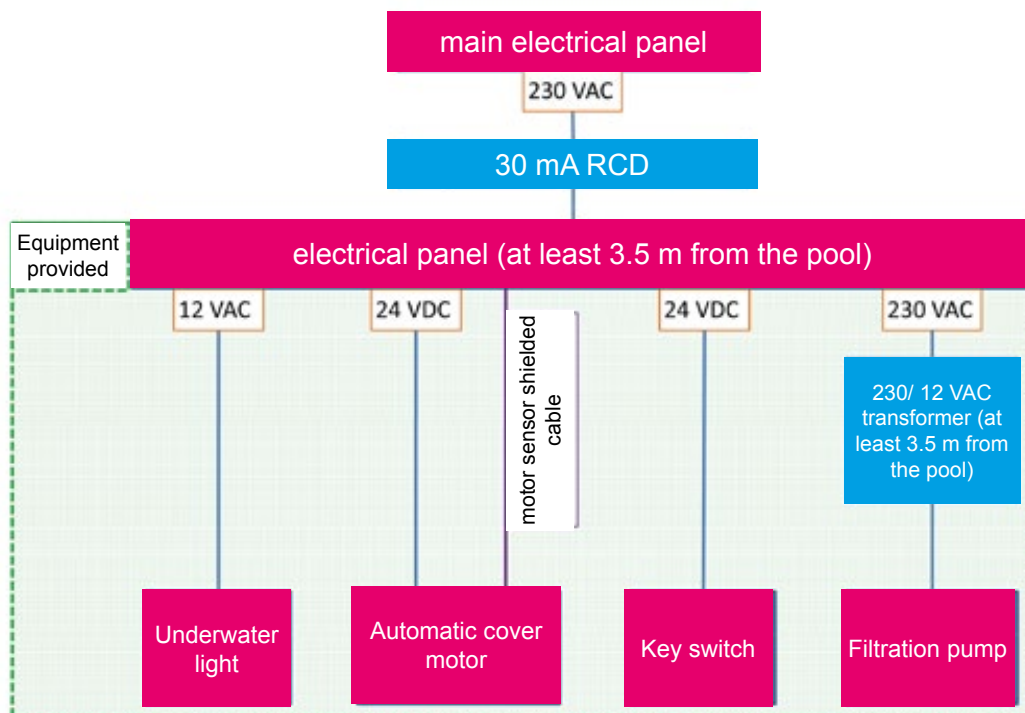 main electrical panel
230 VAC
30 mA RCD
Equipment
provided
electrical panel (at least 3.5 m from the pool)
12 VAC
24 VDC
motor sensor shielded
cable
24 VDC
230 VAC
230/ 12 VAC
transformer (at
least 3.5 m from
the pool)
Underwater
light
Automatic cover
motor
Key switch
Filtration pump